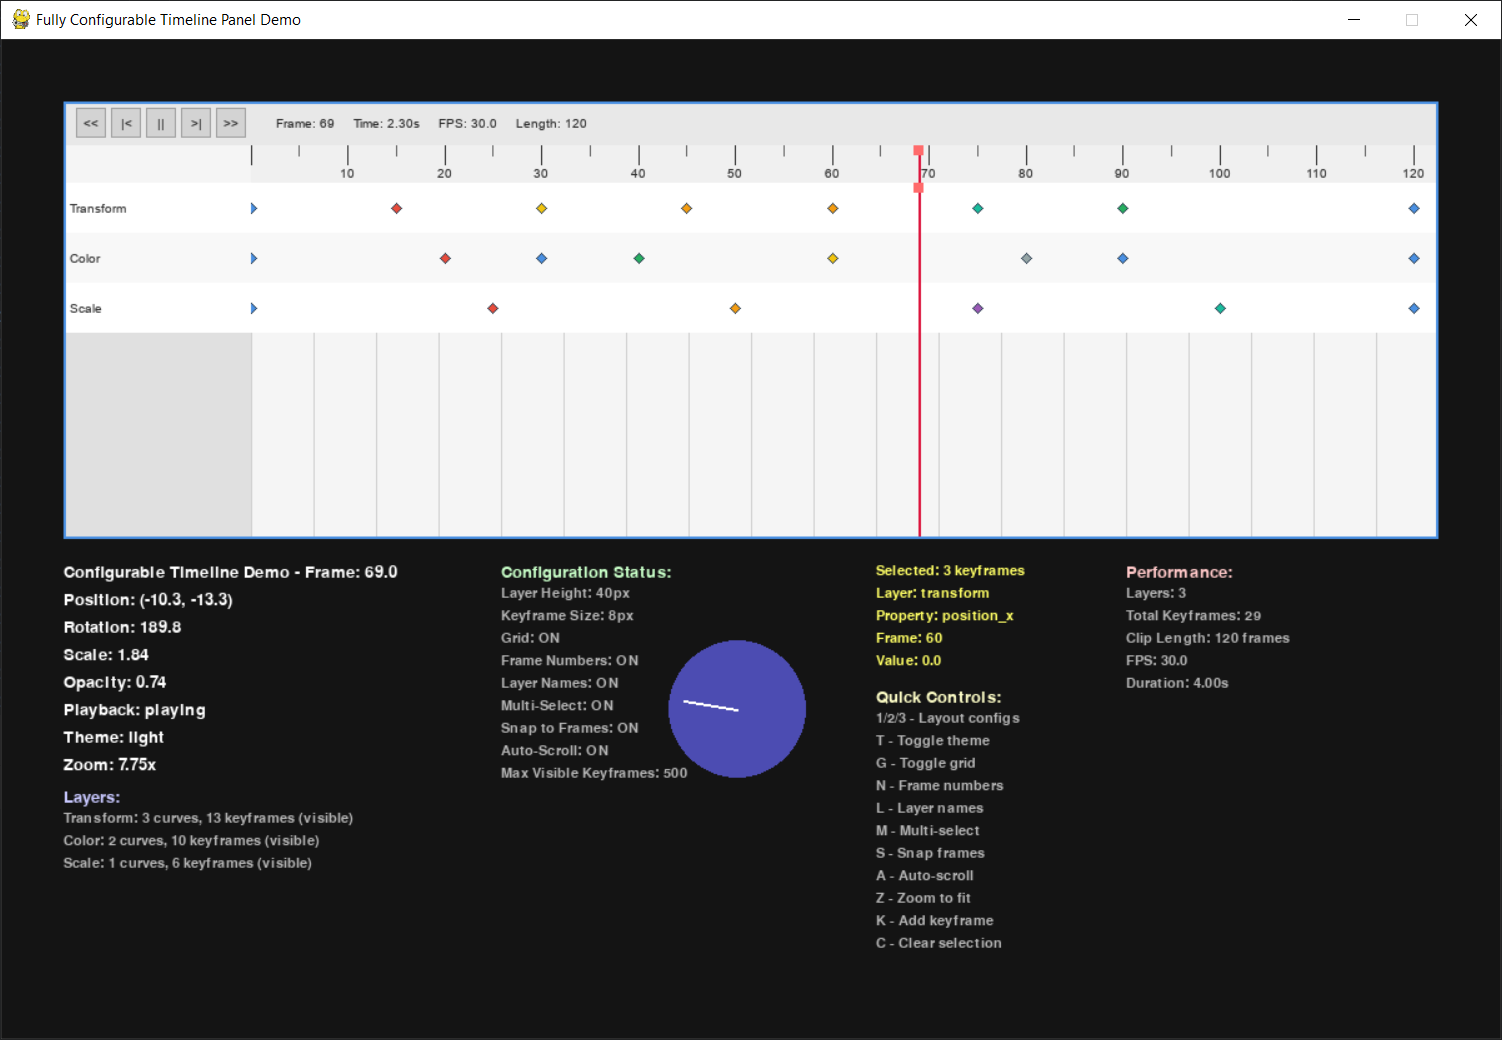 Fully Configurable Timeline Panel Demo
<< |< || >| >> Frame: 69 Time: 2.30s FPS: 30.0 Length: 120
10 20 30 40 50 60 70 80 90 100 110 120
Transform
Color
Scale
Configurable Timeline Demo - Frame: 69.0
Position: (-10.3, -13.3)
Rotation: 189.8
Scale: 1.84
Opacity: 0.74
Playback: playing
Theme: light
Zoom: 7.75x
Layers:
Transform: 3 curves, 13 keyframes (visible)
Color: 2 curves, 10 keyframes (visible)
Scale: 1 curves, 6 keyframes (visible)
Configuration Status:
Layer Height: 40px
Keyframe Size: 8px
Grid: ON
Frame Numbers: ON
Layer Names: ON
Multi-Select: ON
Snap to Frames: ON
Auto-Scroll: ON
Max Visible Keyframes: 500
Selected: 3 keyframes
Layer: transform
Property: position_x
Frame: 60
Value: 0.0
Quick Controls:
1/2/3 - Layout configs
T - Toggle theme
G - Toggle grid
N - Frame numbers
L - Layer names
M - Multi-select
S - Snap frames
A - Auto-scroll
Z - Zoom to fit
K - Add keyframe
C - Clear selection
Performance:
Layers: 3
Total Keyframes: 29
Clip Length: 120 frames
FPS: 30.0
Duration: 4.00s